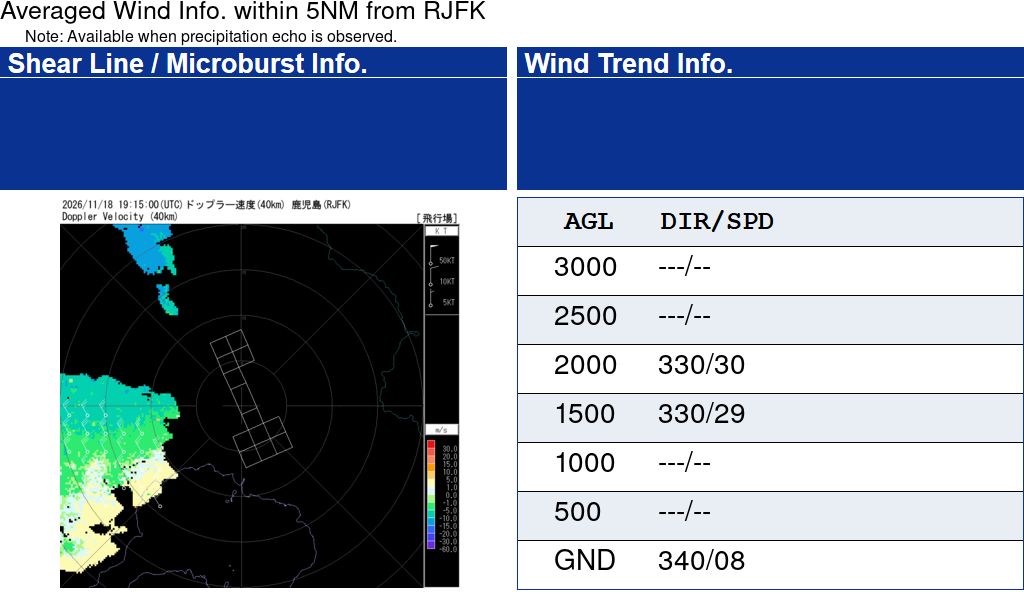 Averaged Wind Info. within 5NM from RJFK
Note: Available when precipitation echo is observed.
Shear Line / Microburst Info.
Wind Trend Info.
2026/11/18 19:15:00(UTC) ドップラー速度(40km) 鹿児島(RJFK)
Doppler Velocity (40km)
[飛行場]
KT
50KT
10KT
5KT
m/s
30.0
20.0
15.0
10.0
5.0
1.0
0.0
-1.0
-5.0
-10.0
-15.0
-20.0
-30.0
-60.0
AGL DIR/SPD
3000 ---/--
2500 ---/--
2000 330/30
1500 330/29
1000 ---/--
500 ---/--
GND 340/08